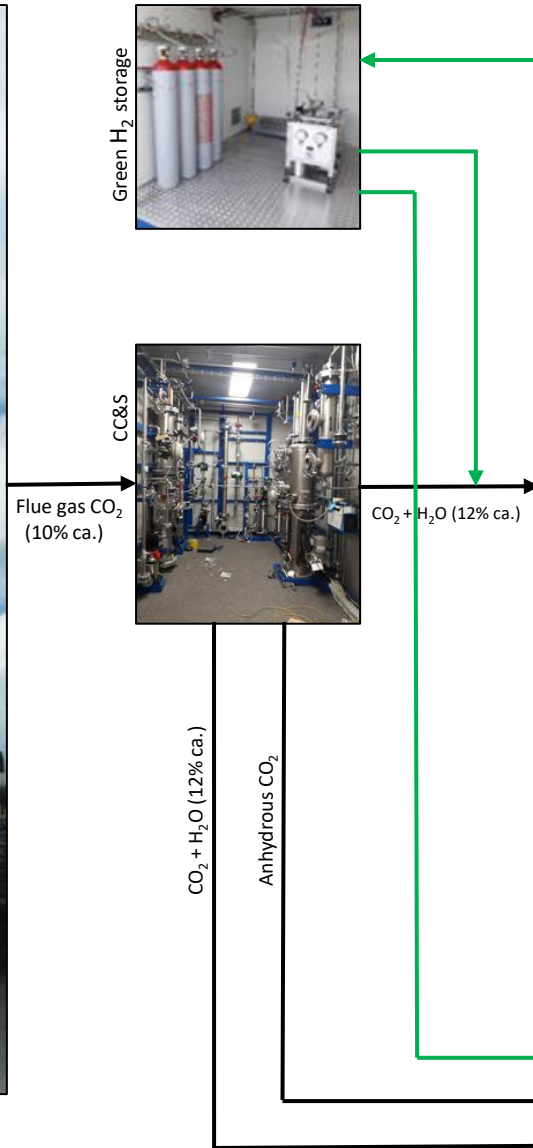 Green H₂ storage
CC&S
Flue gas CO₂
(10% ca.)
CO₂ + H₂O (12% ca.)
CO₂ + H₂O (12% ca.)
Anhydrous CO₂